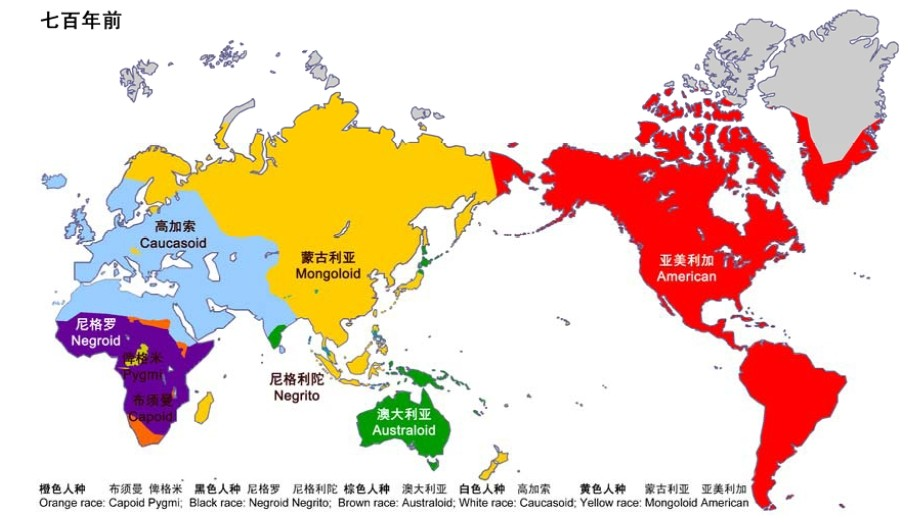 七百年前
高加索
Caucasoid
蒙古利亚
Mongoloid
亚美利加
American
尼格罗
Negroid
俾格米
Pygmi
布须曼
Capoid
尼格利陀
Negrito
澳大利亚
Australoid
橙色人种 布须曼 俾格米 黑色人种 尼格罗 尼格利陀 棕色人种 澳大利亚 白色人种 高加索 黄色人种 蒙古利亚 亚美利加
Orange race: Capoid Pygmi; Black race: Negroid Negrito; Brown race: Australoid; White race: Caucasoid; Yellow race: Mongoloid American